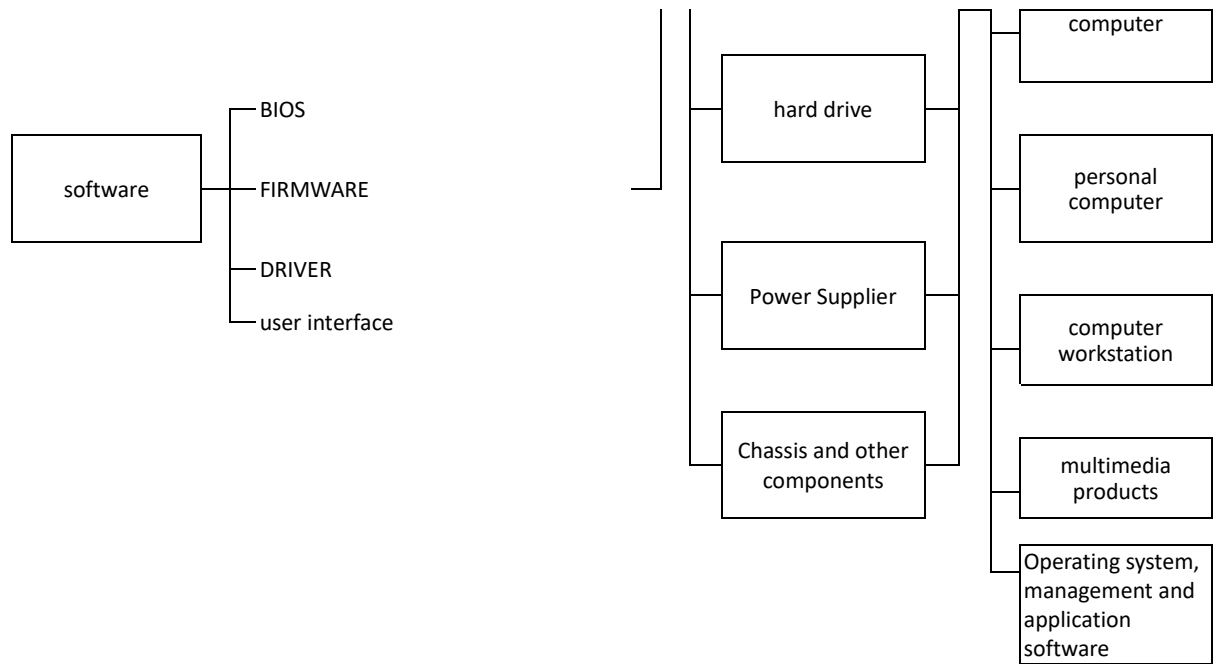 software
BIOS
FIRMWARE
DRIVER
user interface
hard drive
Power Supplier
Chassis and other
components
computer
personal
computer
computer
workstation
multimedia
products
Operating system,
management and
application
software